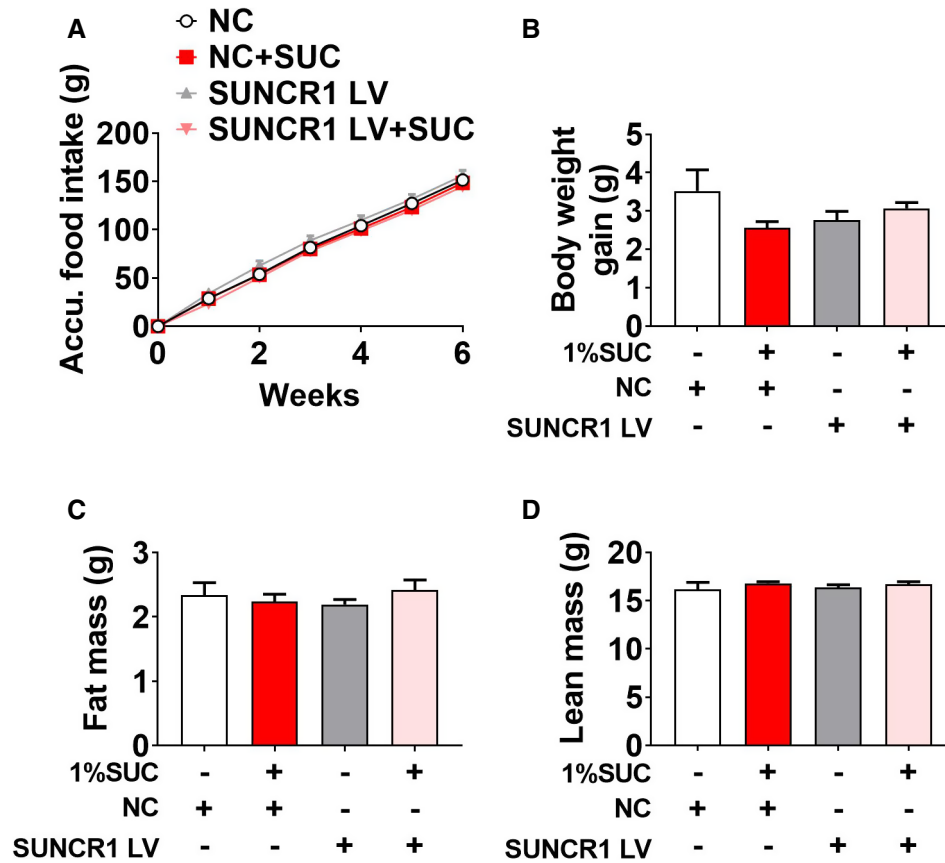 A
NC
NC+SUC
SUNCR1 LV
SUNCR1 LV+SUC
Accu. food intake (g)
200
150
100
50
0
0 2 4 6
Weeks
B
Body weight
gain (g)
5
4
3
2
1
0
1%SUC - + - +
NC + + - -
SUNCR1 LV - - + +
C
Fat mass (g)
3
2
1
0
1%SUC - + - +
NC + + - -
SUNCR1 LV - - + +
D
Lean mass (g)
20
15
10
5
0
1%SUC - + - +
NC + + - -
SUNCR1 LV - - + +